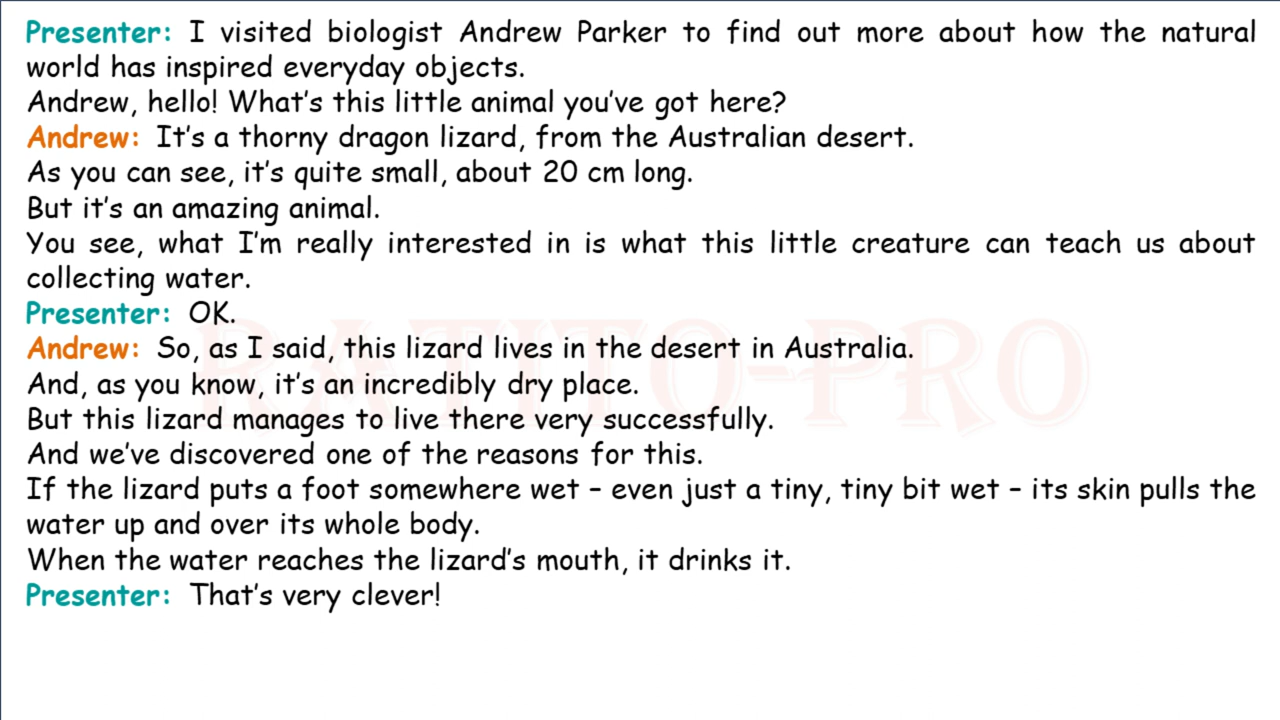 Presenter: I visited biologist Andrew Parker to find out more about how the natural
world has inspired everyday objects.
Andrew, hello! What's this little animal you've got here?
Andrew: It's a thorny dragon lizard, from the Australian desert.
As you can see, it's quite small, about 20 cm long.
But it's an amazing animal.
You see, what I'm really interested in is what this little creature can teach us about
collecting water.
Presenter: OK.
Andrew: So, as I said, this lizard lives in the desert in Australia.
And, as you know, it's an incredibly dry place.
But this lizard manages to live there very successfully.
And we've discovered one of the reasons for this.
If the lizard puts a foot somewhere wet – even just a tiny, tiny bit wet – its skin pulls the
water up and over its whole body.
When the water reaches the lizard's mouth, it drinks it.
Presenter: That's very clever!
RATITO-PRO